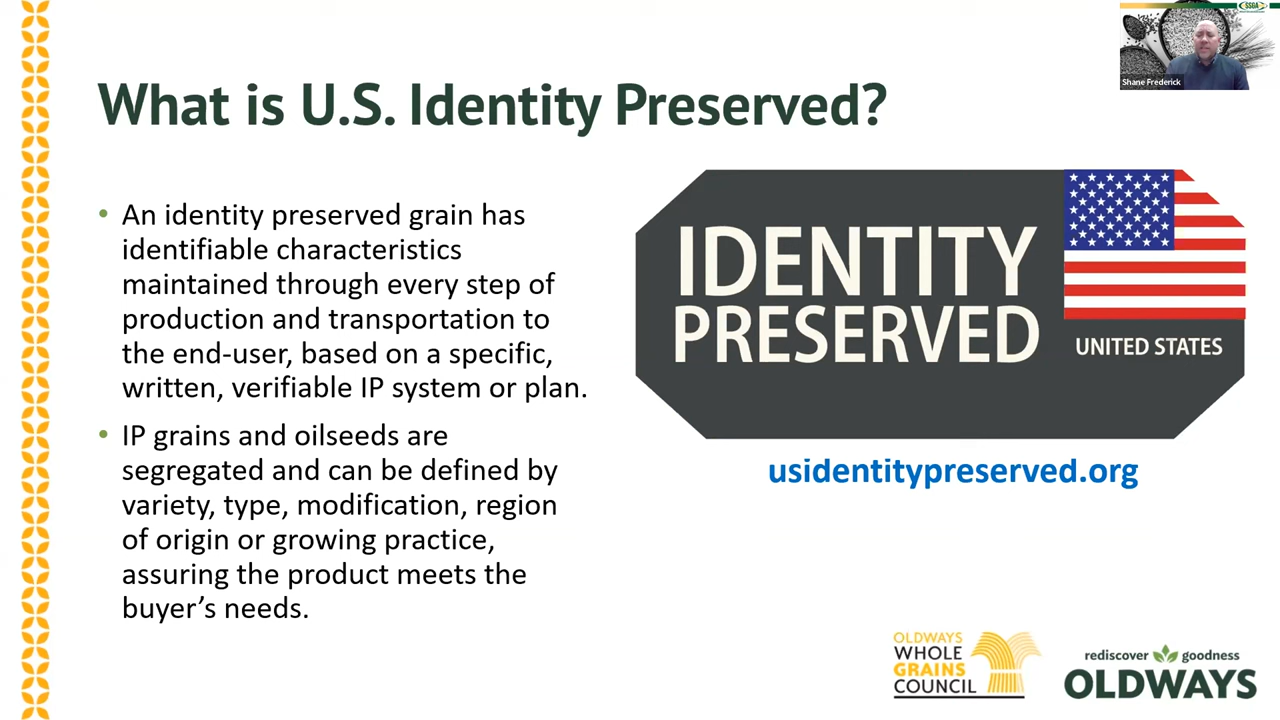 SSGA
Shane Frederick
What is U.S. Identity Preserved?
• An identity preserved grain has
identifiable characteristics
maintained through every step of
production and transportation to
the end-user, based on a specific,
written, verifiable IP system or plan.
• IP grains and oilseeds are
segregated and can be defined by
variety, type, modification, region
of origin or growing practice,
assuring the product meets the
buyer’s needs.
IDENTITY
PRESERVED
UNITED STATES
usidentitypreserved.org
OLDWAYS
WHOLE
GRAINS
COUNCIL
rediscover goodness
OLDWAYS